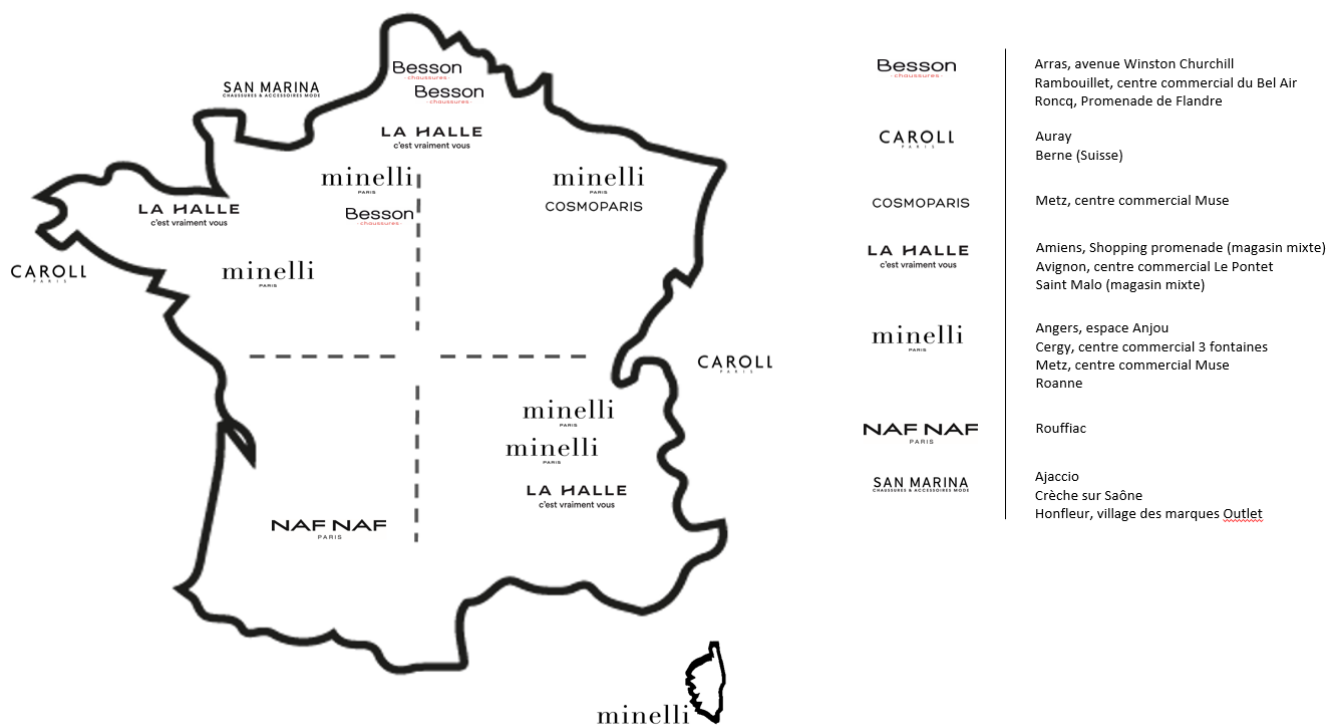 Besson
chaussures
Besson
chaussures
SAN MARINA
CHAUSSURES & ACCESSOIRES MODE
LA HALLE
c'est vraiment vous
minelli
PARIS
minelli
PARIS
COSMOPARIS
Besson
chaussures
LA HALLE
c'est vraiment vous
CAROLL
PARIS
minelli
PARIS
CAROLL
PARIS
minelli
PARIS
minelli
PARIS
LA HALLE
c'est vraiment vous
NAF NAF
PARIS
minelli
Besson
chaussures
Arras, avenue Winston Churchill
Rambouillet, centre commercial du Bel Air
Roncq, Promenade de Flandre
CAROLL
PARIS
Auray
Berne (Suisse)
COSMOPARIS
Metz, centre commercial Muse
LA HALLE
c'est vraiment vous
Amiens, Shopping promenade (magasin mixte)
Avignon, centre commercial Le Pontet
Saint Malo (magasin mixte)
minelli
PARIS
Angers, espace Anjou
Cergy, centre commercial 3 fontaines
Metz, centre commercial Muse
Roanne
NAF NAF
PARIS
Rouffiac
SAN MARINA
CHAUSSURES & ACCESSOIRES MODE
Ajaccio
Crèche sur Saône
Honfleur, village des marques Outlet